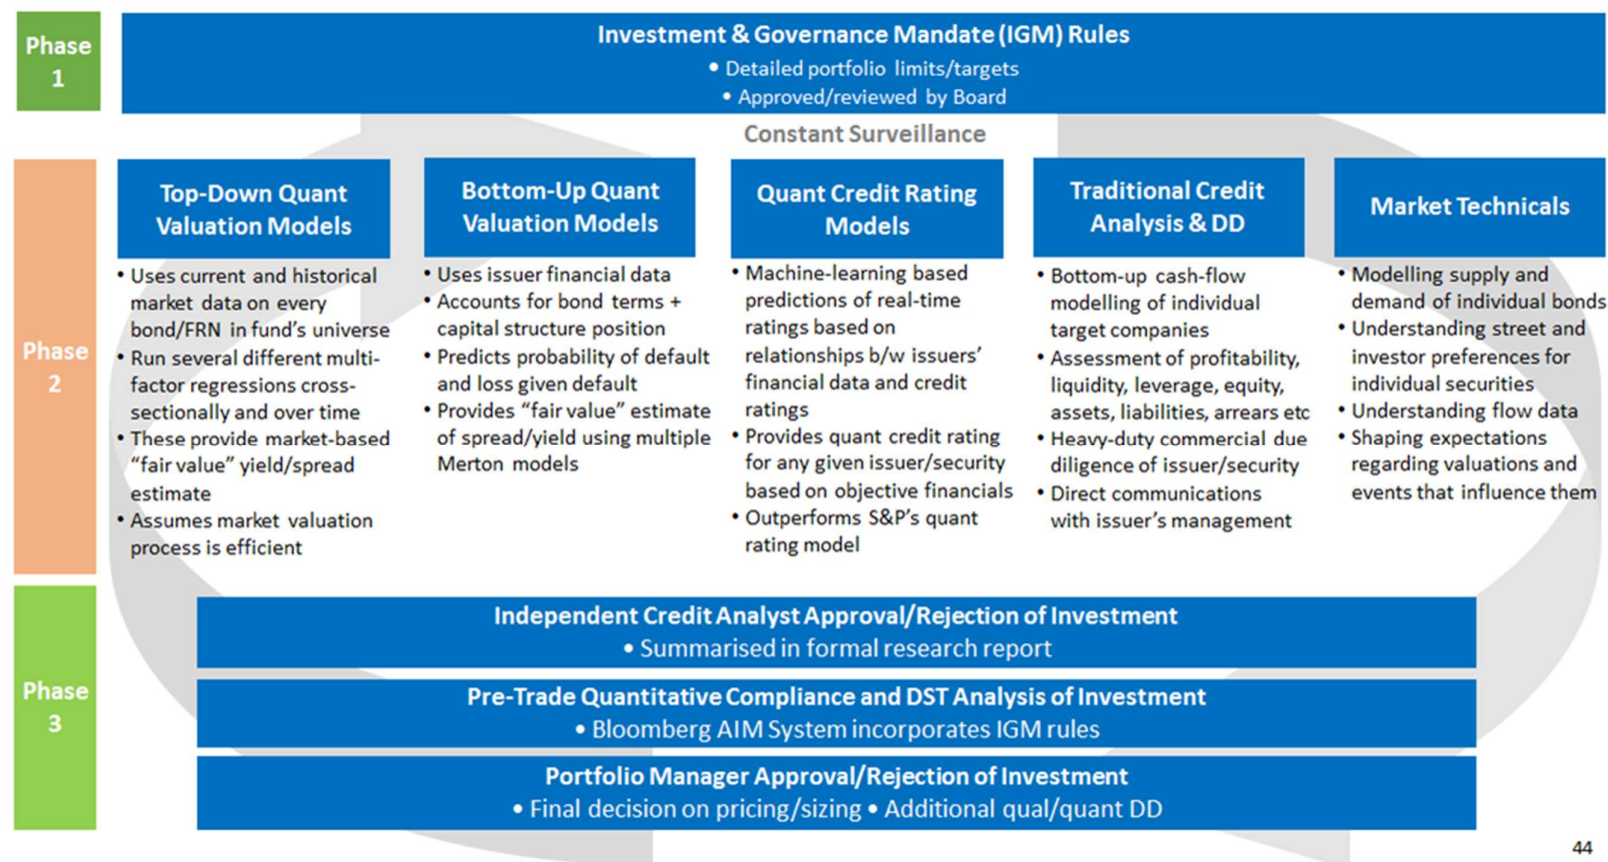 Phase
1
Investment & Governance Mandate (IGM) Rules
• Detailed portfolio limits/targets
• Approved/reviewed by Board
Constant Surveillance
Phase
2
Top-Down Quant
Valuation Models
• Uses current and historical
market data on every
bond/FRN in fund's universe
• Run several different multi-
factor regressions cross-
sectionally and over time
• These provide market-based
"fair value" yield/spread
estimate
• Assumes market valuation
process is efficient
Bottom-Up Quant
Valuation Models
• Uses issuer financial data
• Accounts for bond terms +
capital structure position
• Predicts probability of default
and loss given default
• Provides "fair value" estimate
of spread/yield using multiple
Merton models
Quant Credit Rating
Models
• Machine-learning based
predictions of real-time
ratings based on
relationships b/w issuers'
financial data and credit
ratings
• Provides quant credit rating
for any given issuer/security
based on objective financials
• Outperforms S&P's quant
rating model
Traditional Credit
Analysis & DD
• Bottom-up cash-flow
modelling of individual
target companies
• Assessment of profitability,
liquidity, leverage, equity,
assets, liabilities, arrears etc
• Heavy-duty commercial due
diligence of issuer/security
• Direct communications
with issuer's management
Market Technicals
• Modelling supply and
demand of individual bonds
• Understanding street and
investor preferences for
individual securities
• Understanding flow data
• Shaping expectations
regarding valuations and
events that influence them
Phase
3
Independent Credit Analyst Approval/Rejection of Investment
• Summarised in formal research report
Pre-Trade Quantitative Compliance and DST Analysis of Investment
• Bloomberg AIM System incorporates IGM rules
Portfolio Manager Approval/Rejection of Investment
• Final decision on pricing/sizing • Additional qual/quant DD
44